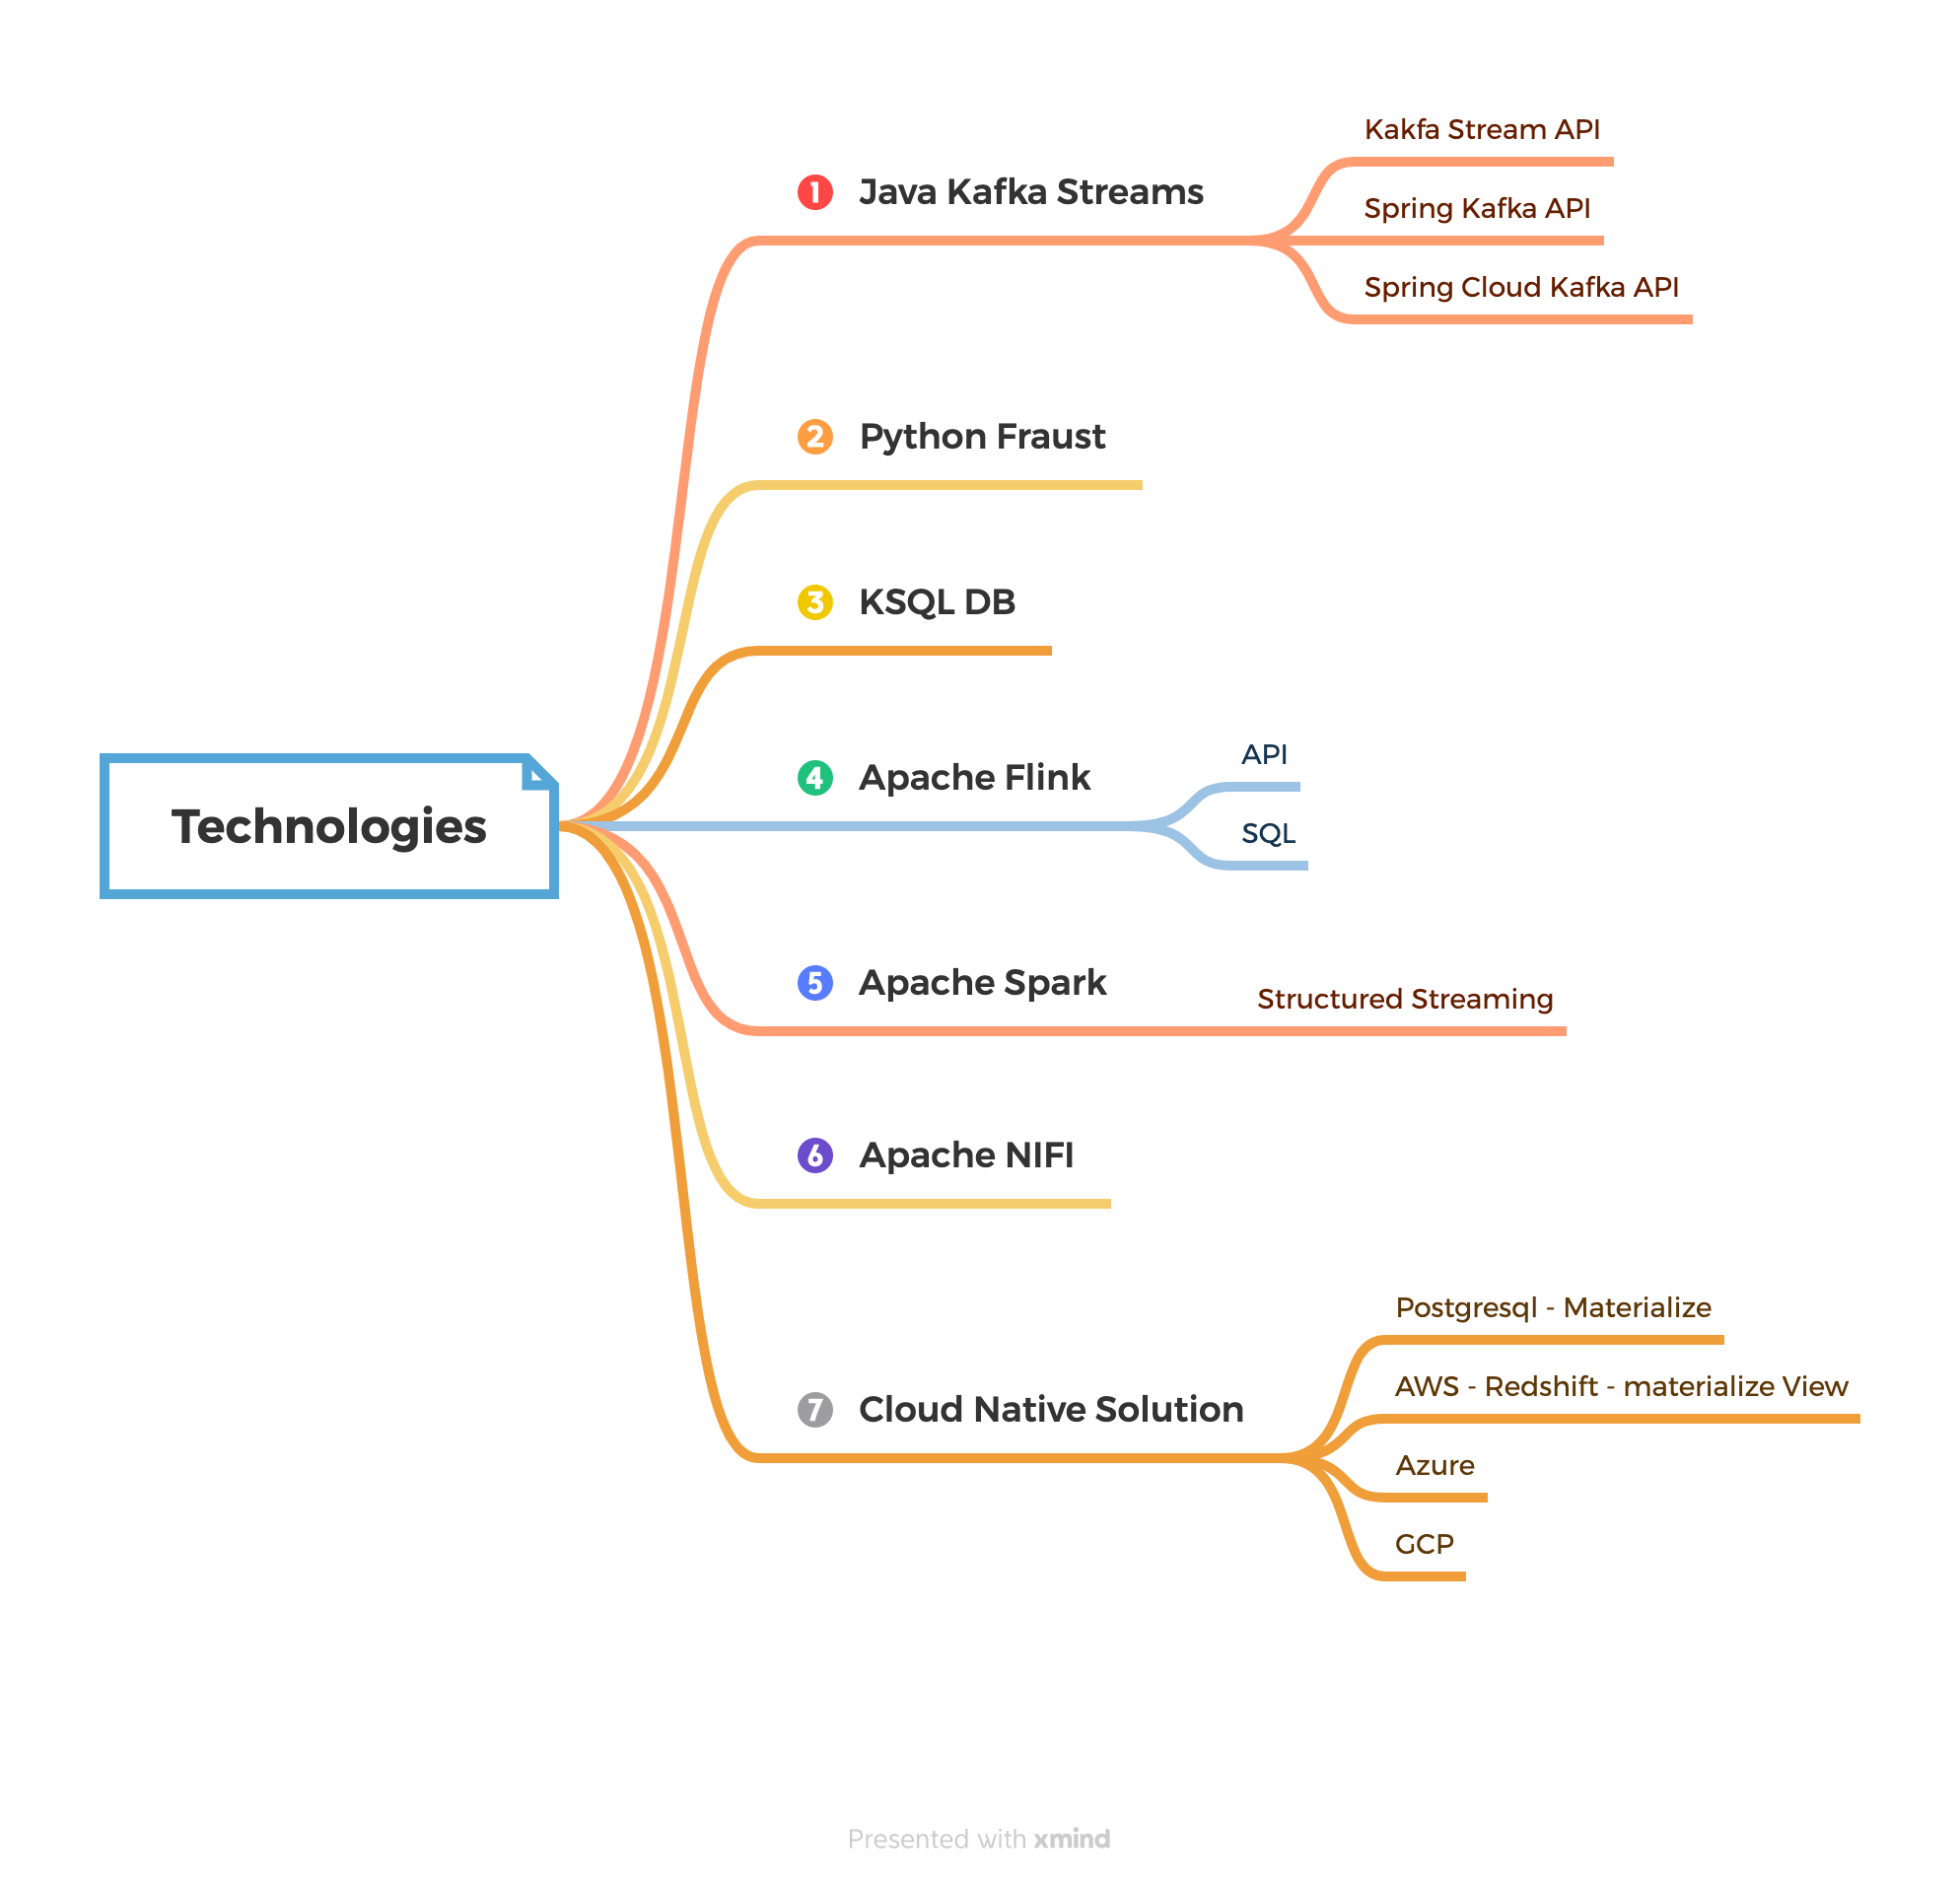 Technologies
1 Java Kafka Streams
Kakfa Stream API
Spring Kafka API
Spring Cloud Kafka API
2 Python Fraust
3 KSQL DB
4 Apache Flink
API
SQL
5 Apache Spark
Structured Streaming
6 Apache NIFI
7 Cloud Native Solution
Postgresql - Materialize
AWS - Redshift - materialize View
Azure
GCP
Presented with xmind